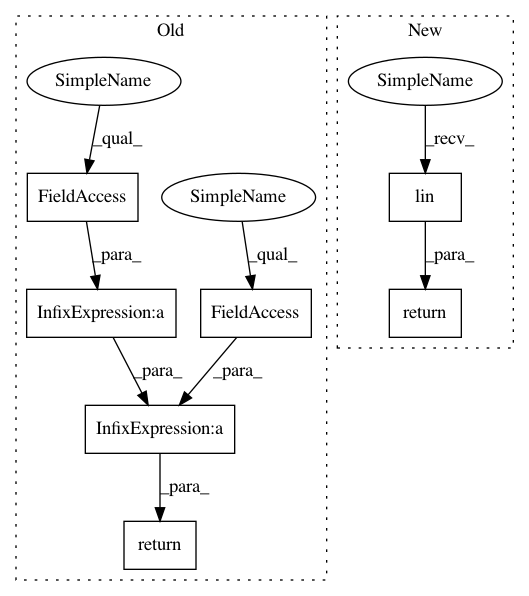 Old
New
SimpleName
SimpleName
_qual_
_recv_
FieldAccess
SimpleName
lin
_para_
_qual_
_para_
InfixExpression:a
FieldAccess
return
_para_
_para_
InfixExpression:a
_para_
return